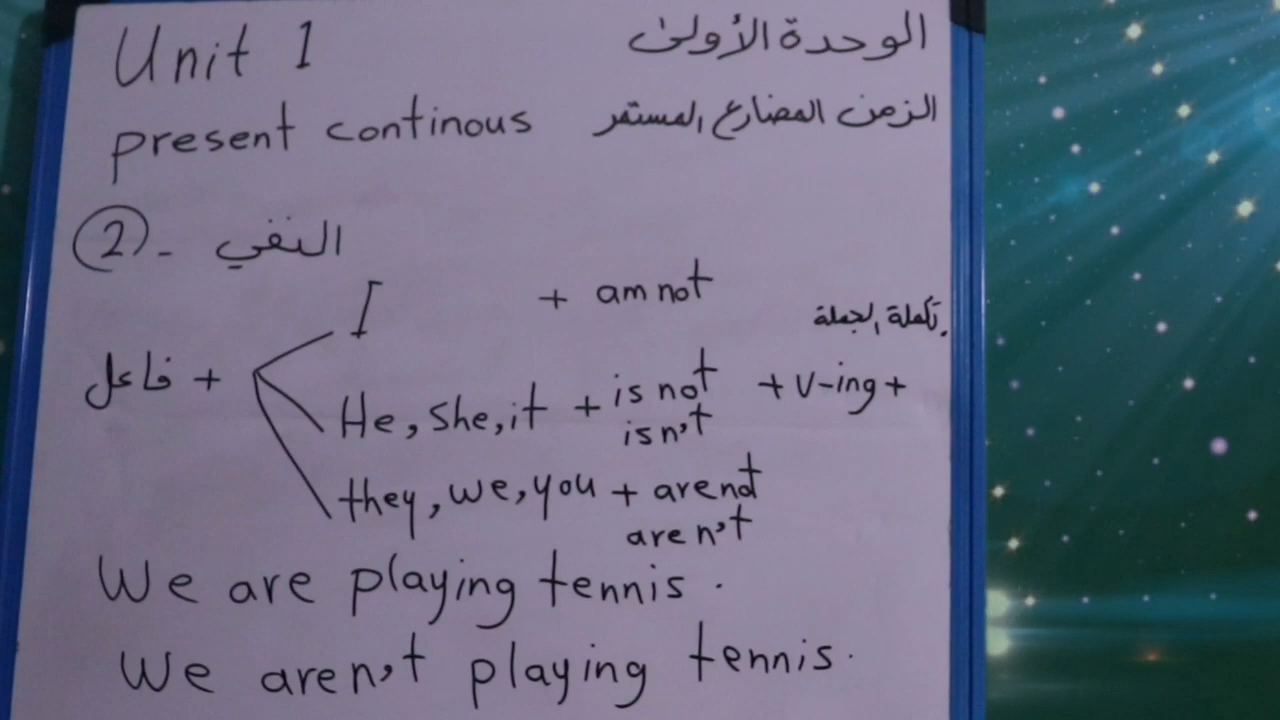 Unit 1 الوحدة الأولى
present continous الزمن المضارع المستمر
2 - النفي
I + am not
تكملة الجملة
فاعل + He, she, it + is not + v-ing +
isn't
they, we, you + are not
aren't
We are playing tennis.
We aren't playing tennis.